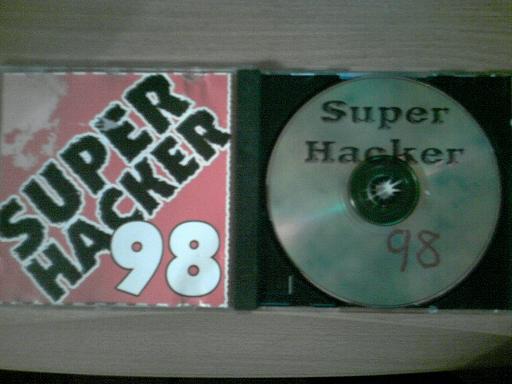 SUPER
HACKER
98
Super
Hacker
98